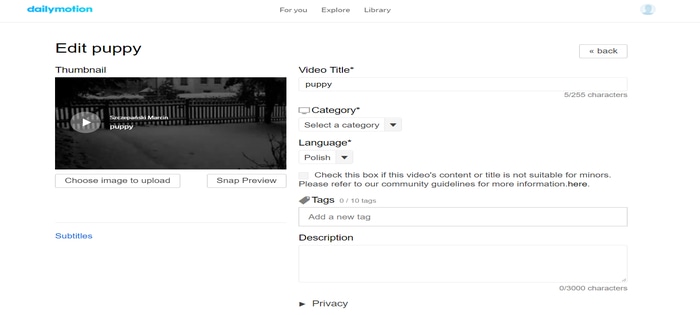 dailymotion
For you Explore Library
Edit puppy
« back
Thumbnail
Szczepański Marcin
puppy
Choose image to upload Snap Preview
Subtitles
Video Title*
puppy
5/255 characters
Category*
Select a category
Language*
Polish
Check this box if this video's content or title is not suitable for minors.
Please refer to our community guidelines for more information.here.
Tags 0 / 10 tags
Add a new tag
Description
0/3000 characters
Privacy